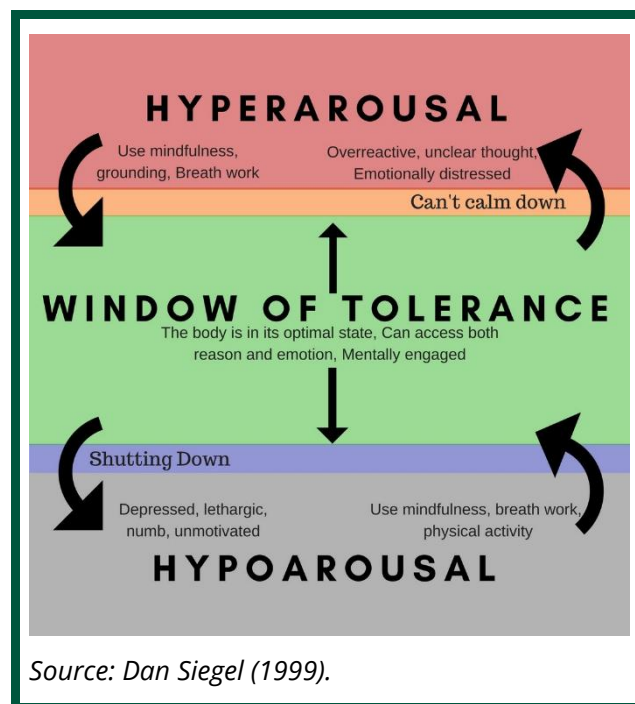 HYPERAROUSAL
Use mindfulness,
grounding, Breath work
Overreactive, unclear thought,
Emotionally distressed
Can't calm down
WINDOW OF TOLERANCE
The body is in its optimal state, Can access both
reason and emotion, Mentally engaged
Shutting Down
Depressed, lethargic,
numb, unmotivated
Use mindfulness, breath work,
physical activity
HYPOAROUSAL
Source: Dan Siegel (1999).